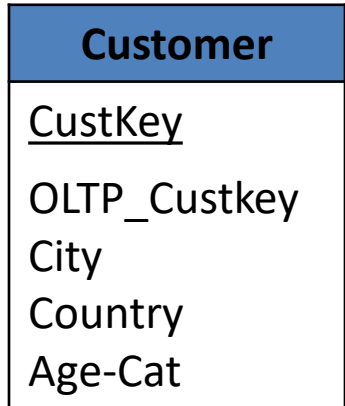 Customer
CustKey
OLTP_Custkey
City
Country
Age-Cat